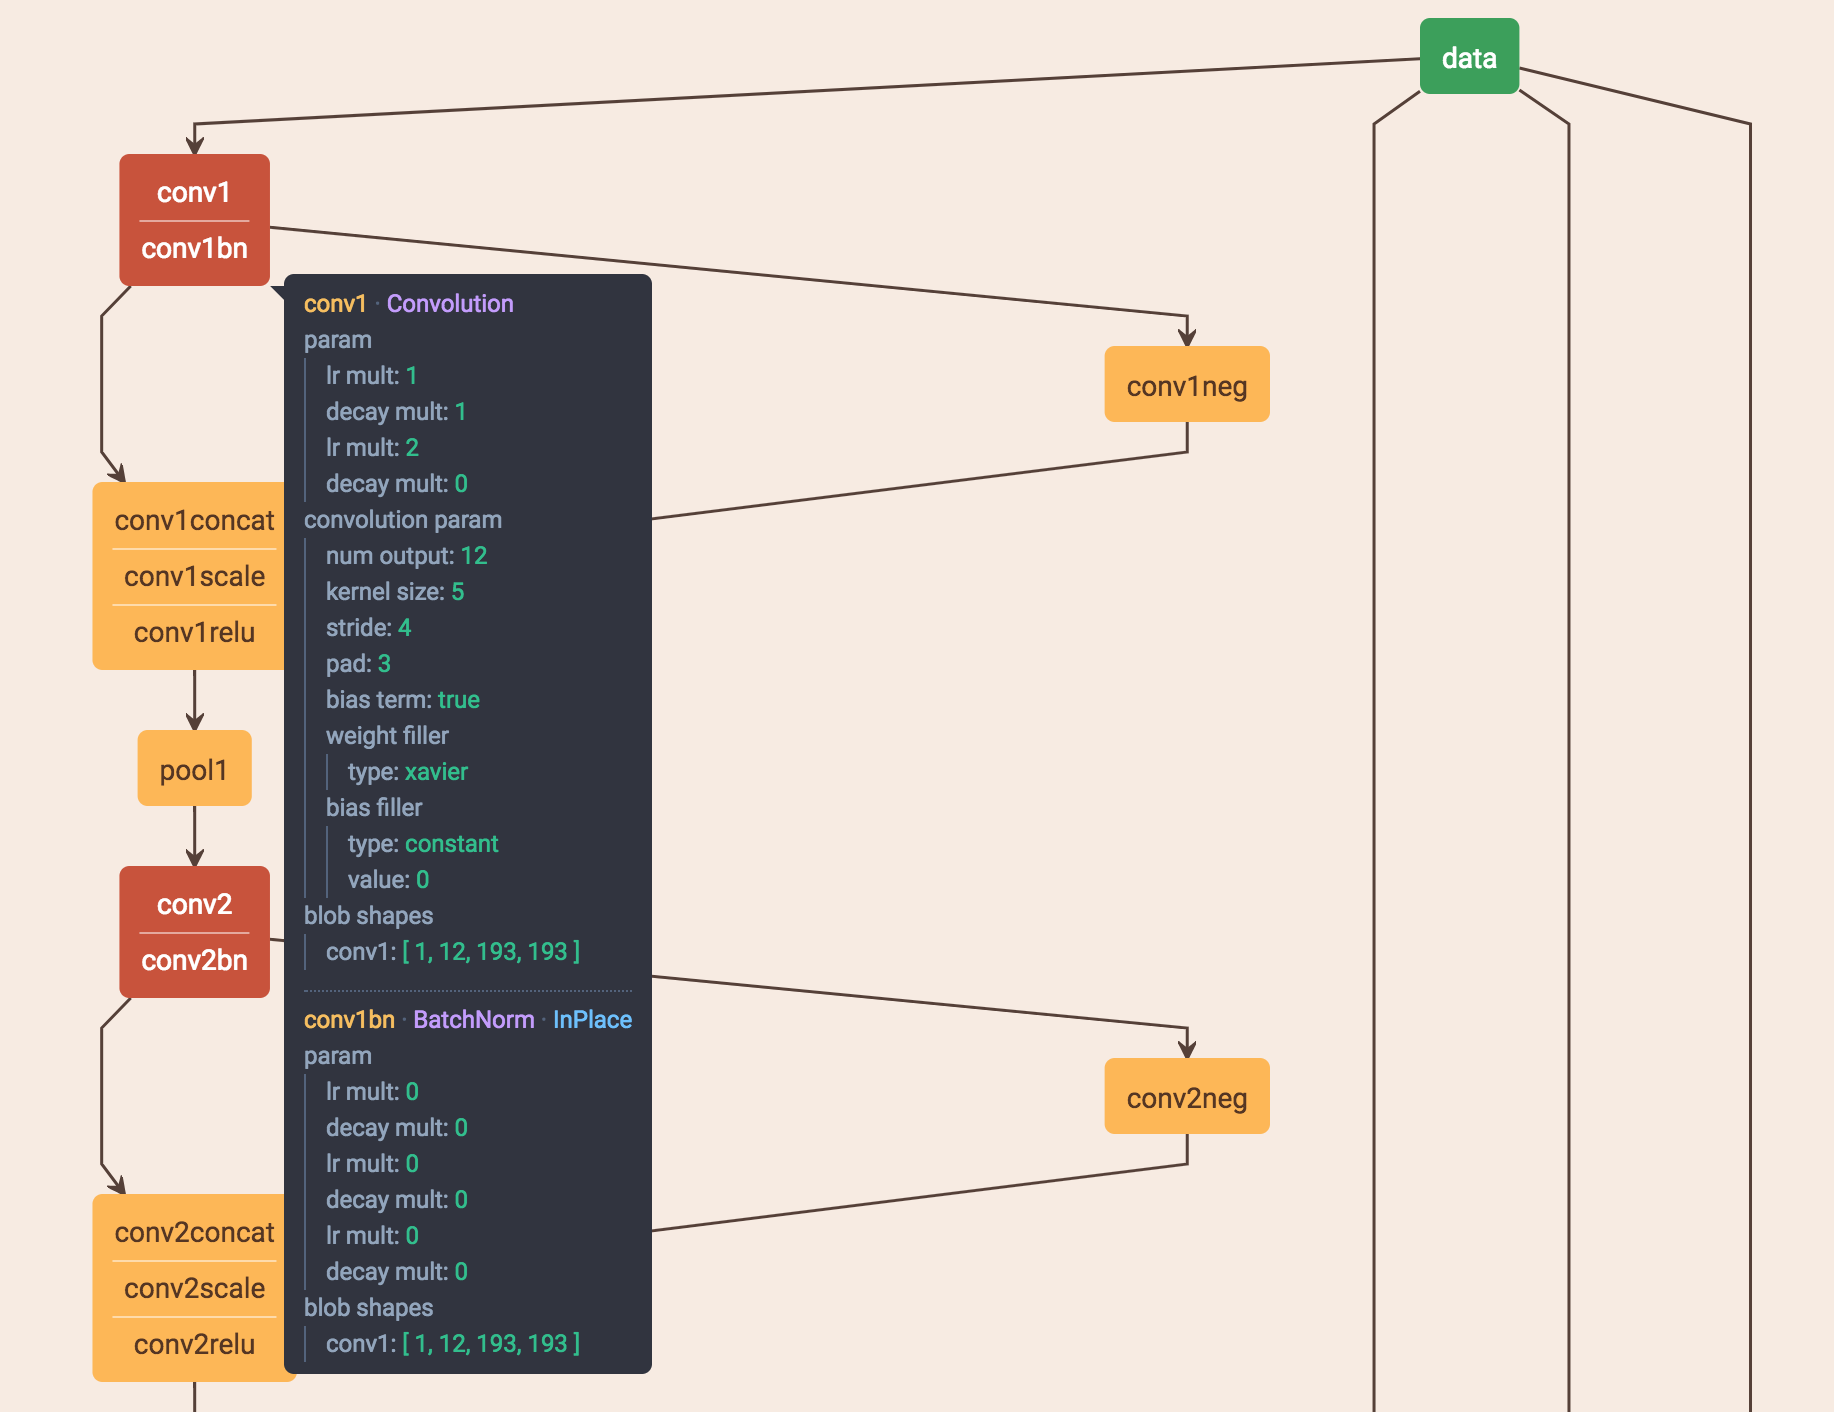 data
conv1
conv1bn
conv1 · Convolution
param
lr mult: 1
decay mult: 1
lr mult: 2
decay mult: 0
convolution param
num output: 12
kernel size: 5
stride: 4
pad: 3
bias term: true
weight filler
type: xavier
bias filler
type: constant
value: 0
blob shapes
conv1: [ 1, 12, 193, 193 ]
conv1bn · BatchNorm · InPlace
param
lr mult: 0
decay mult: 0
lr mult: 0
decay mult: 0
lr mult: 0
decay mult: 0
blob shapes
conv1: [ 1, 12, 193, 193 ]
conv1neg
conv1concat
conv1scale
conv1relu
pool1
conv2
conv2bn
conv2neg
conv2concat
conv2scale
conv2relu